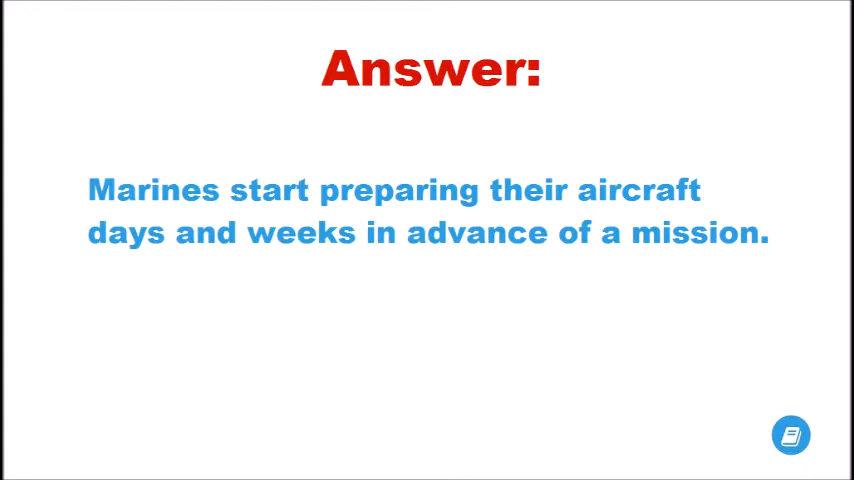 Answer:
Marines start preparing their aircraft
days and weeks in advance of a mission.